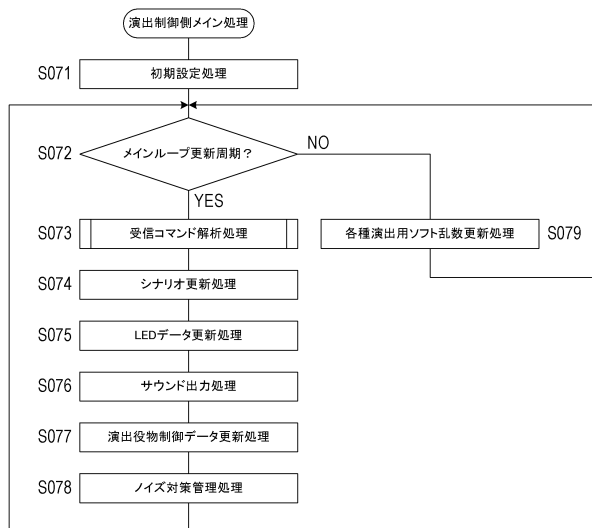 演出制御側メイン処理
S071
初期設定処理
S072
メインループ更新周期？
NO
YES
S073
受信コマンド解析処理
各種演出用ソフト乱数更新処理
S079
S074
シナリオ更新処理
S075
LEDデータ更新処理
S076
サウンド出力処理
S077
演出役物制御データ更新処理
S078
ノイズ対策管理処理